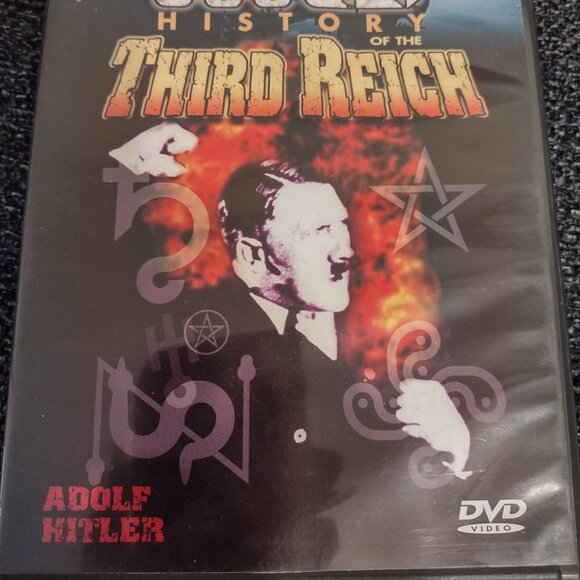 HISTORY
OF THE
THIRD REICH
ADOLF
HITLER
DVD
VIDEO